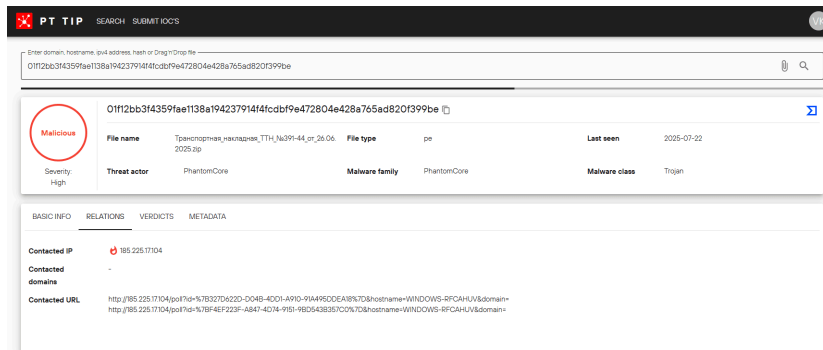 PT TIP SEARCH SUBMIT IOC'S VK
Enter domain, hostname, ipv4 address, hash or Drag'n'Drop file
01f12bb3f4359fae1138a194237914f4fcdbf9e472804e428a765ad820f399be
Malicious
Severity:
High
01f12bb3f4359fae1138a194237914f4fcdbf9e472804e428a765ad820f399be
File name Транспортная_накладная_ТТН_№391-44_от_26.06.
2025.zip
File type pe
Last seen 2025-07-22
Threat actor PhantomCore
Malware family PhantomCore
Malware class Trojan
BASIC INFO RELATIONS VERDICTS METADATA
Contacted IP 185.225.17.104
Contacted
domains -
Contacted URL http://185.225.17.104/poll?id=%7B327D622D-D04B-4DD1-A910-91A495DDEA18%7D&hostname=WINDOWS-RFCAHUV&domain=
http://185.225.17.104/poll?id=%7BF4EF223F-A847-4D74-9151-9BD543B357C0%7D&hostname=WINDOWS-RFCAHUV&domain=